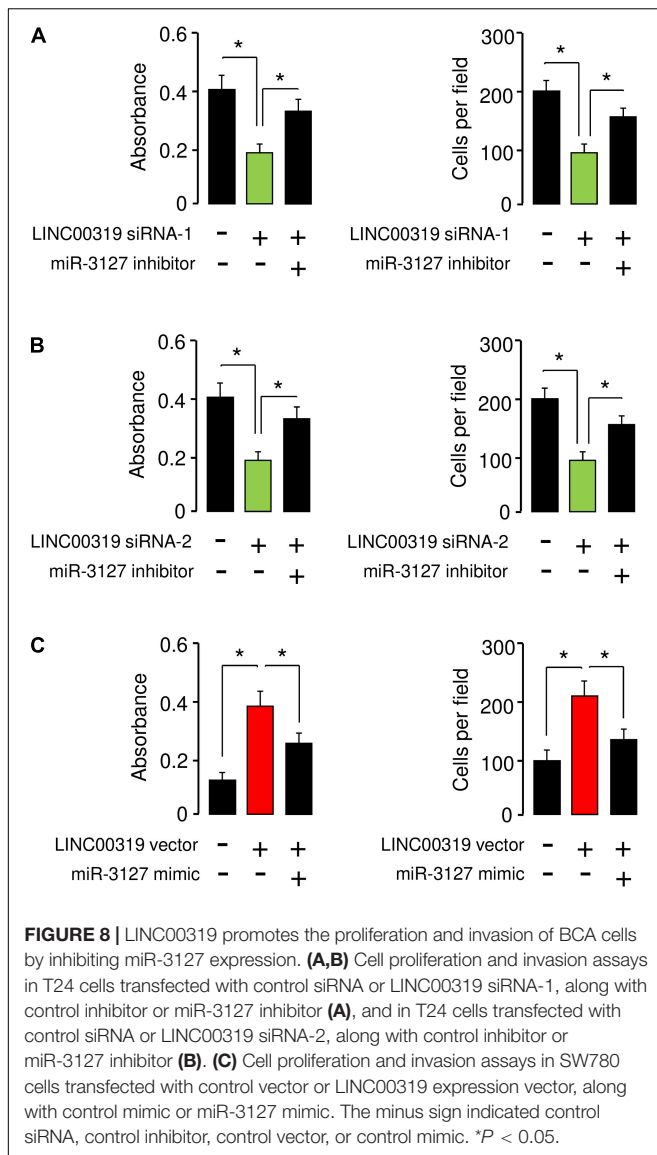 A
0.6
0.4
0.2
0
Absorbance
* *
LINC00319 siRNA-1 - + +
miR-3127 inhibitor - - +
300
200
100
0
Cells per field
* *
LINC00319 siRNA-1 - + +
miR-3127 inhibitor - - +
B
0.6
0.4
0.2
0
Absorbance
* *
LINC00319 siRNA-2 - + +
miR-3127 inhibitor - - +
300
200
100
0
Cells per field
* *
LINC00319 siRNA-2 - + +
miR-3127 inhibitor - - +
C
0.6
0.4
0.2
0
Absorbance
* *
LINC00319 vector - + +
miR-3127 mimic - - +
300
200
100
0
Cells per field
* *
LINC00319 vector - + +
miR-3127 mimic - - +
FIGURE 8 | LINC00319 promotes the proliferation and invasion of BCA cells
by inhibiting miR-3127 expression. (A,B) Cell proliferation and invasion assays
in T24 cells transfected with control siRNA or LINC00319 siRNA-1, along with
control inhibitor or miR-3127 inhibitor (A), and in T24 cells transfected with
control siRNA or LINC00319 siRNA-2, along with control inhibitor or
miR-3127 inhibitor (B). (C) Cell proliferation and invasion assays in SW780
cells transfected with control vector or LINC00319 expression vector, along
with control mimic or miR-3127 mimic. The minus sign indicated control
siRNA, control inhibitor, control vector, or control mimic. *P < 0.05.